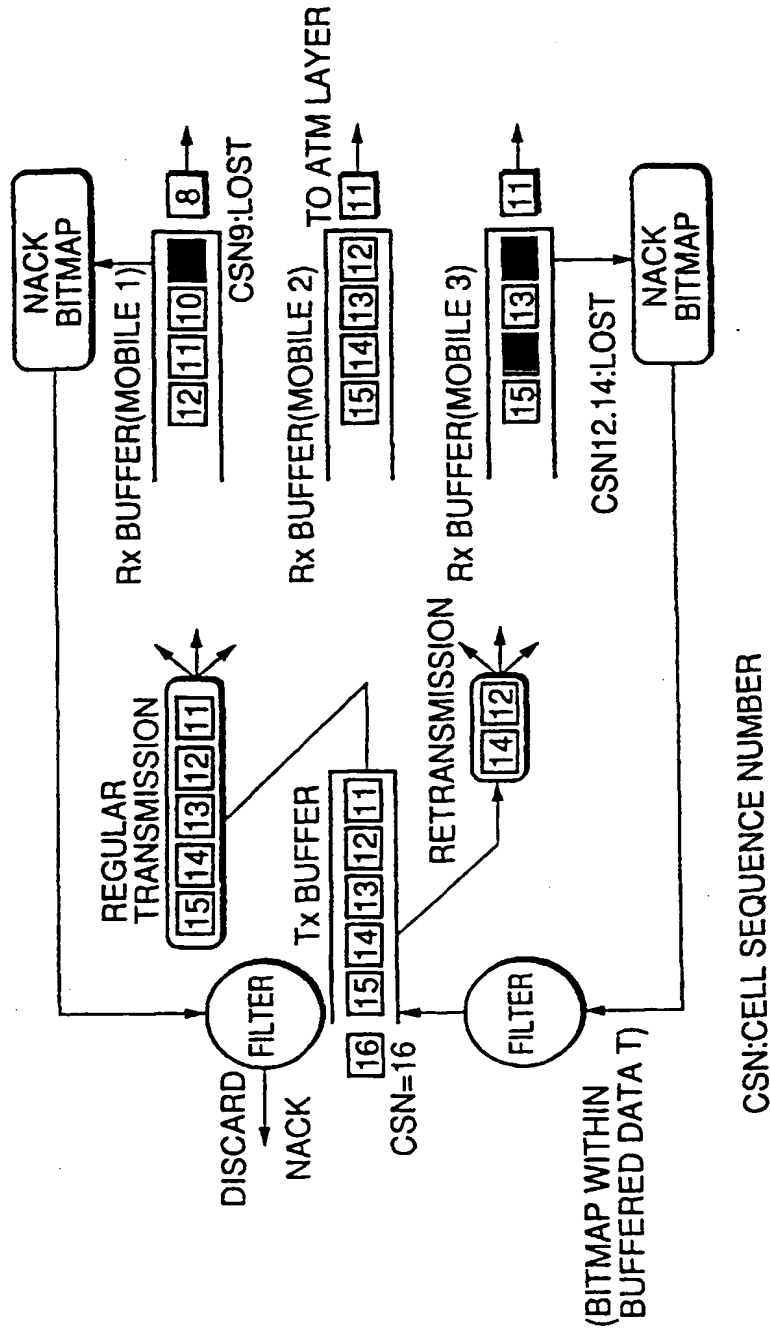 NACK
BITMAP
Rx BUFFER(MOBILE 1)
12 11 10
8
CSN9:LOST
REGULAR
TRANSMISSION
15 14 13 12 11
DISCARD
NACK
FILTER
Tx BUFFER
16 15 14 13 12 11
CSN=16
Rx BUFFER(MOBILE 2)
TO ATM LAYER
15 14 13 12 11
RETRANSMISSION
14 12
FILTER
(BITMAP WITHIN
BUFFERED DATA T)
Rx BUFFER(MOBILE 3)
15 13 11
CSN12.14:LOST
NACK
BITMAP
CSN:CELL SEQUENCE NUMBER